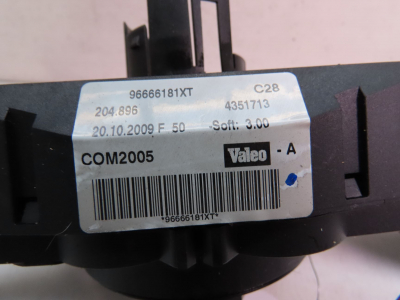 96666181XT C28
204.896 4351713
20.10.2009 F 50 Soft: 3.00
COM2005 Valeo - A
*96666181XT*